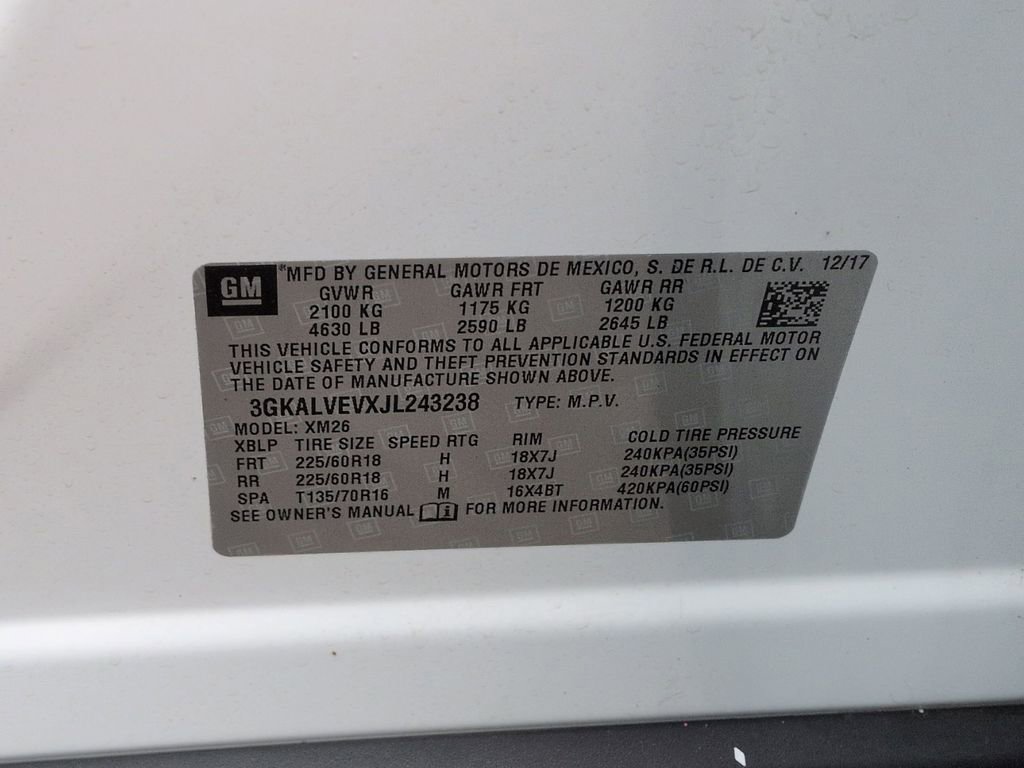 GM ® MFD BY GENERAL MOTORS DE MEXICO, S. DE R.L. DE C.V. 12/17
GVWR GAWR FRT GAWR RR
2100 KG 1175 KG 1200 KG
4630 LB 2590 LB 2645 LB
THIS VEHICLE CONFORMS TO ALL APPLICABLE U.S. FEDERAL MOTOR
VEHICLE SAFETY AND THEFT PREVENTION STANDARDS IN EFFECT ON
THE DATE OF MANUFACTURE SHOWN ABOVE.
3GKALVEVXJL243238 TYPE: M.P.V.
MODEL: XM26
XBLP TIRE SIZE SPEED RTG RIM COLD TIRE PRESSURE
FRT 225/60R18 H 18X7J 240KPA(35PSI)
RR 225/60R18 H 18X7J 240KPA(35PSI)
SPA T135/70R16 M 16X4BT 420KPA(60PSI)
SEE OWNER'S MANUAL FOR MORE INFORMATION.